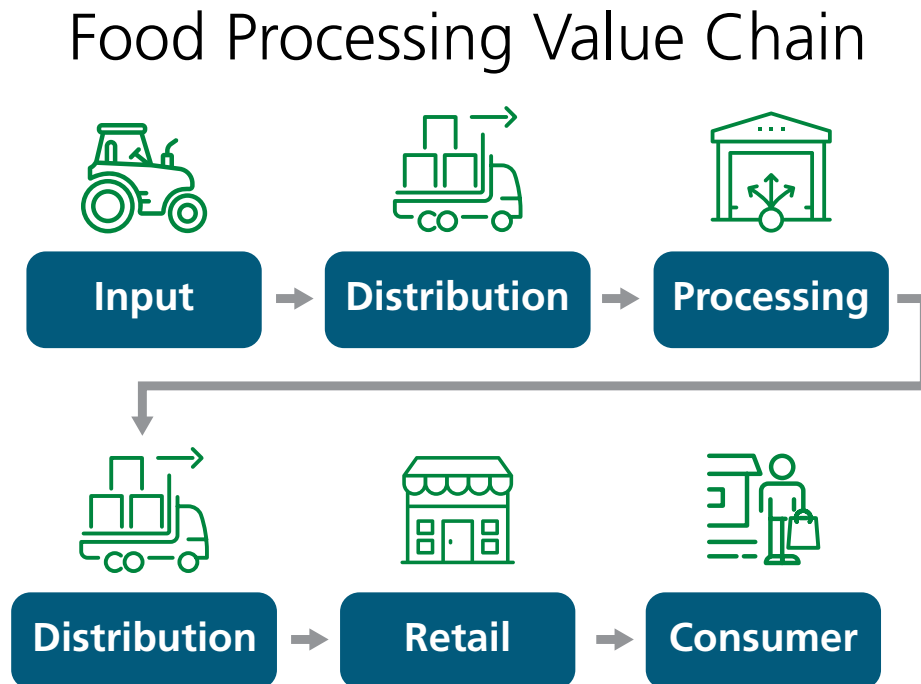 Food Processing Value Chain
Input
Distribution
Processing
Distribution
Retail
Consumer